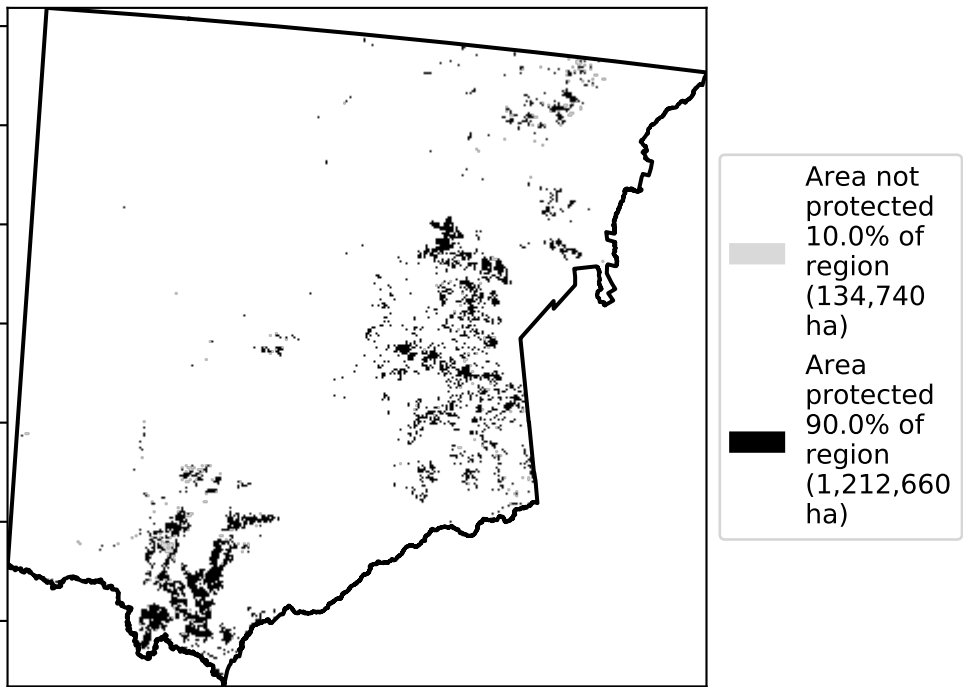 Area not
protected
10.0% of
region
(134,740
ha)
Area
protected
90.0% of
region
(1,212,660
ha)